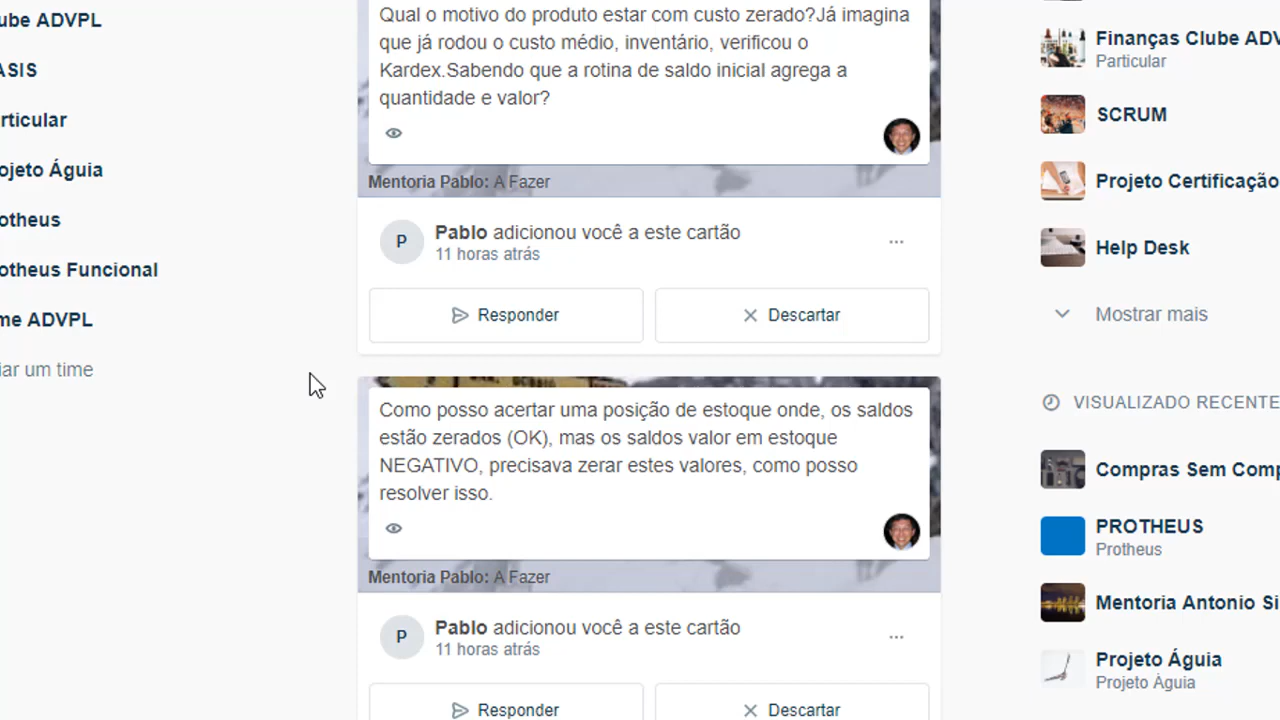 ube ADVPL
ASIS
rticular
ojeto Águia
otheus
otheus Funcional
me ADVPL
iar um time
Qual o motivo do produto estar com custo zerado?Já imagina
que já rodou o custo médio, inventário, verificou o
Kardex.Sabendo que a rotina de saldo inicial agrega a
quantidade e valor?
Mentoria Pablo: A Fazer
P
Pablo adicionou você a este cartão
11 horas atrás
Responder
Descartar
Como posso acertar uma posição de estoque onde, os saldos
estão zerados (OK), mas os saldos valor em estoque
NEGATIVO, precisava zerar estes valores, como posso
resolver isso.
Mentoria Pablo: A Fazer
P
Pablo adicionou você a este cartão
11 horas atrás
Responder
Descartar
Finanças Clube ADV
Particular
SCRUM
Projeto Certificação
Help Desk
Mostrar mais
VISUALIZADO RECENTE
Compras Sem Comp
PROTHEUS
Protheus
Mentoria Antonio Si
Projeto Águia
Projeto Águia